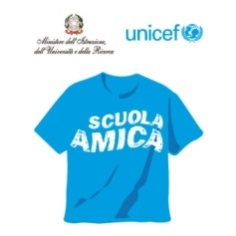 Ministero dell'Istruzione,
dell'Università e della Ricerca
unicef
SCUOLA
AMICA